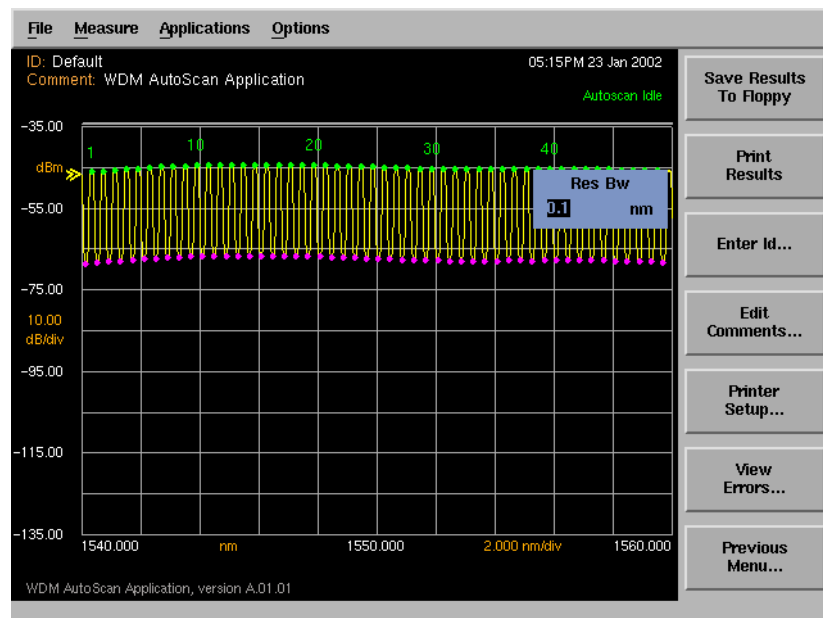 File Measure Applications Options
ID: Default
05:15PM 23 Jan 2002
Comment: WDM AutoScan Application
Autoscan Idle
-35.00
1 10 20 30 40
dBm
Res Bw
0.1 nm
-55.00
-75.00
10.00
dB/div
-95.00
-115.00
-135.00
1540.000 nm 1550.000 2.000 nm/div 1560.000
WDM AutoScan Application, version A.01.01
Save Results
To Floppy
Print
Results
Enter Id...
Edit
Comments...
Printer
Setup...
View
Errors...
Previous
Menu...